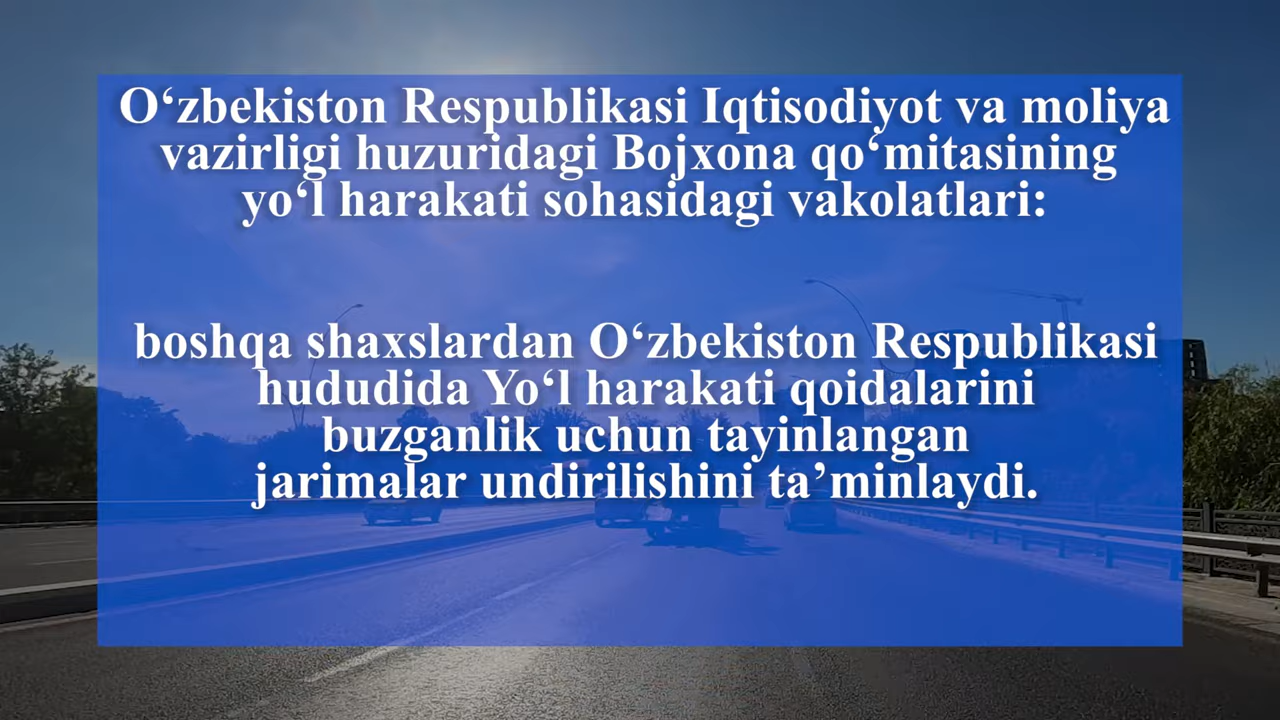 O‘zbekiston Respublikasi Iqtisodiyot va moliya
vazirligi huzuridagi Bojxona qo‘mitasining
yo‘l harakati sohasidagi vakolatlari:
boshqa shaxslardan O‘zbekiston Respublikasi
hududida Yo‘l harakati qoidalarini
buzganlik uchun tayinlangan
jarimalar undirilishini ta’minlaydi.